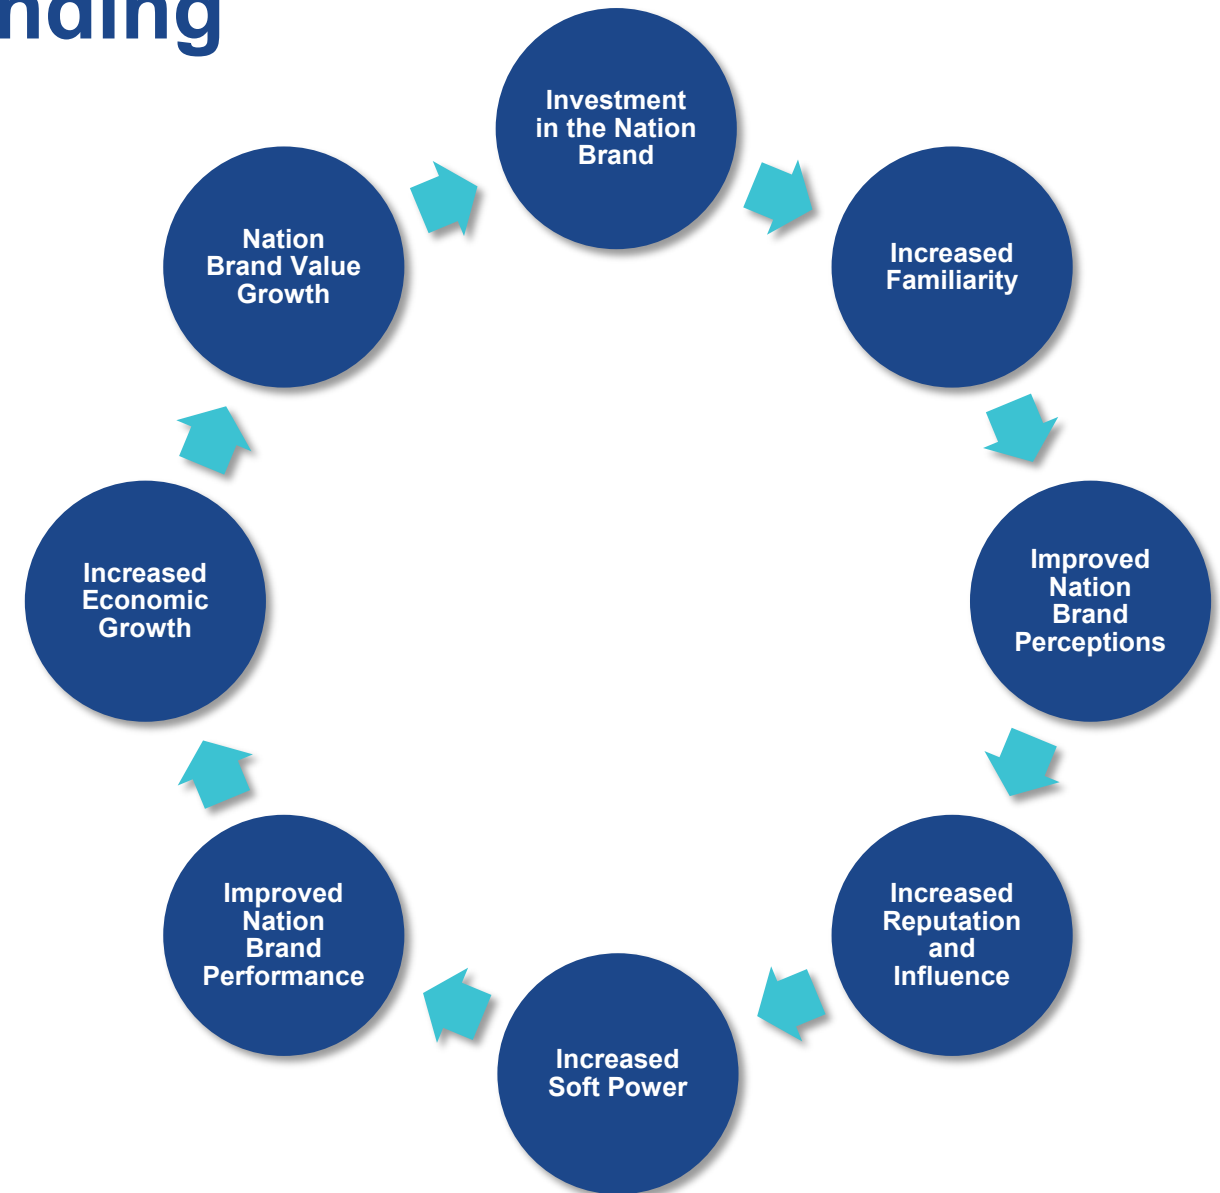 nding
Investment
in the Nation
Brand
Increased
Familiarity
Improved
Nation
Brand
Perceptions
Increased
Reputation
and
Influence
Increased
Soft Power
Improved
Nation
Brand
Performance
Increased
Economic
Growth
Nation
Brand Value
Growth